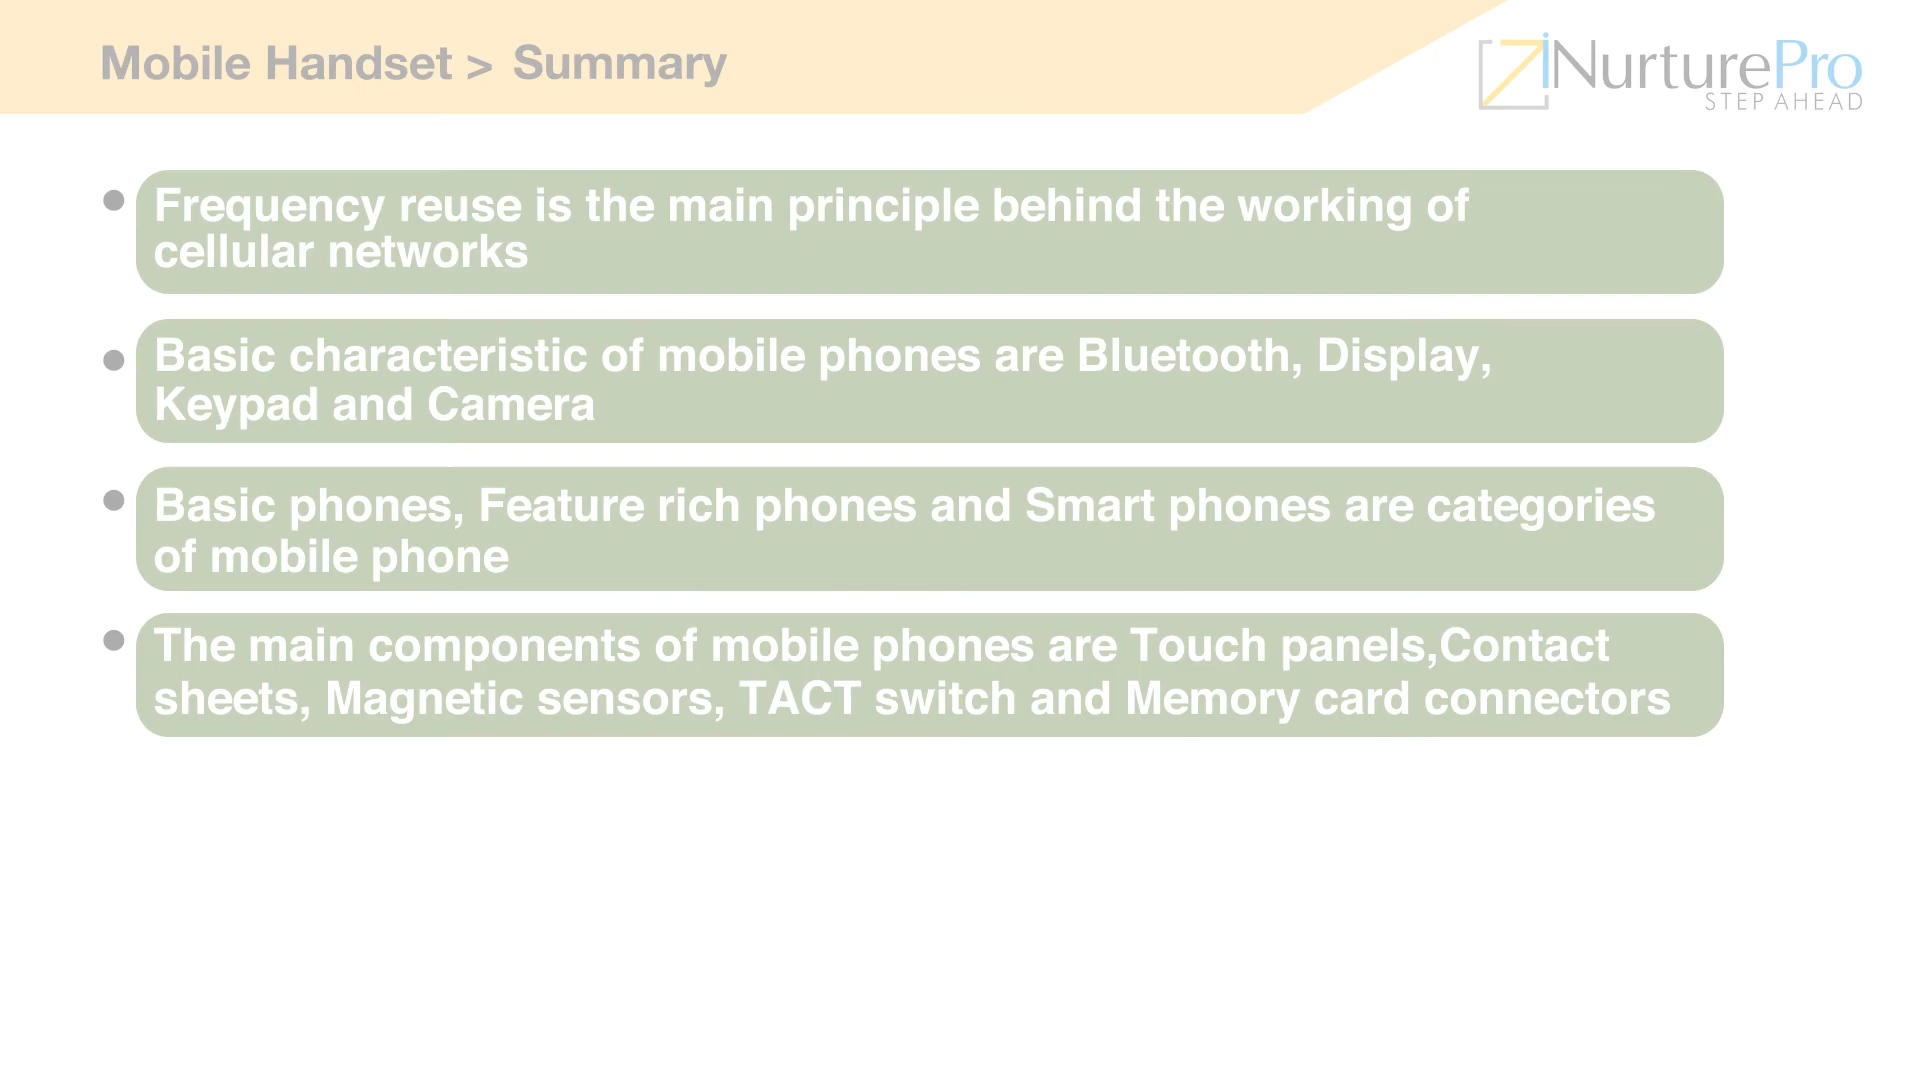 Mobile Handset > Summary
iNurturePro
STEP AHEAD
• Frequency reuse is the main principle behind the working of
cellular networks
• Basic characteristic of mobile phones are Bluetooth, Display,
Keypad and Camera
• Basic phones, Feature rich phones and Smart phones are categories
of mobile phone
• The main components of mobile phones are Touch panels,Contact
sheets, Magnetic sensors, TACT switch and Memory card connectors